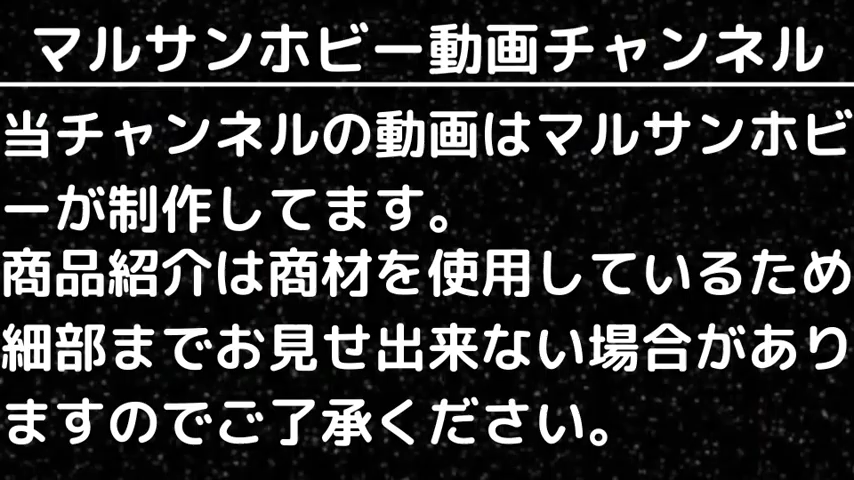 マルサンホビー動画チャンネル
当チャンネルの動画はマルサンホビ
ーが制作してます。
商品紹介は商材を使用しているため
細部までお見せ出来ない場合があり
ますのでご了承ください。